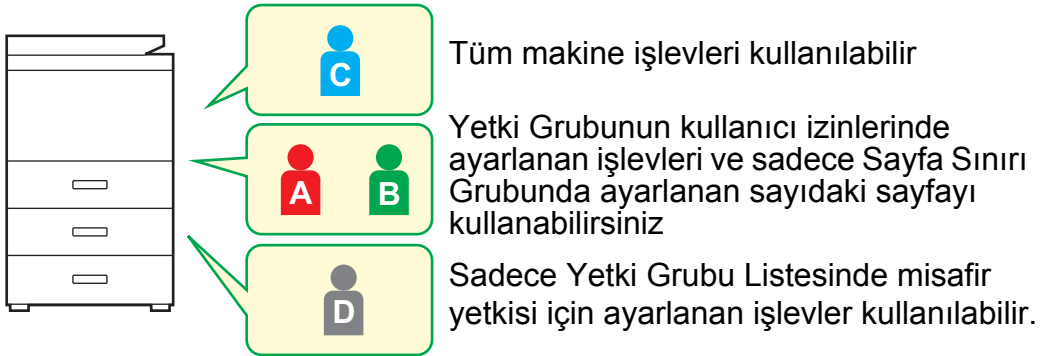 C
Tüm makine işlevleri kullanılabilir
A
B
Yetki Grubunun kullanıcı izinlerinde
ayarlanan işlevleri ve sadece Sayfa Sınırı
Grubunda ayarlanan sayıdaki sayfayı
kullanabilirsiniz
D
Sadece Yetki Grubu Listesinde misafir
yetkisi için ayarlanan işlevler kullanılabilir.